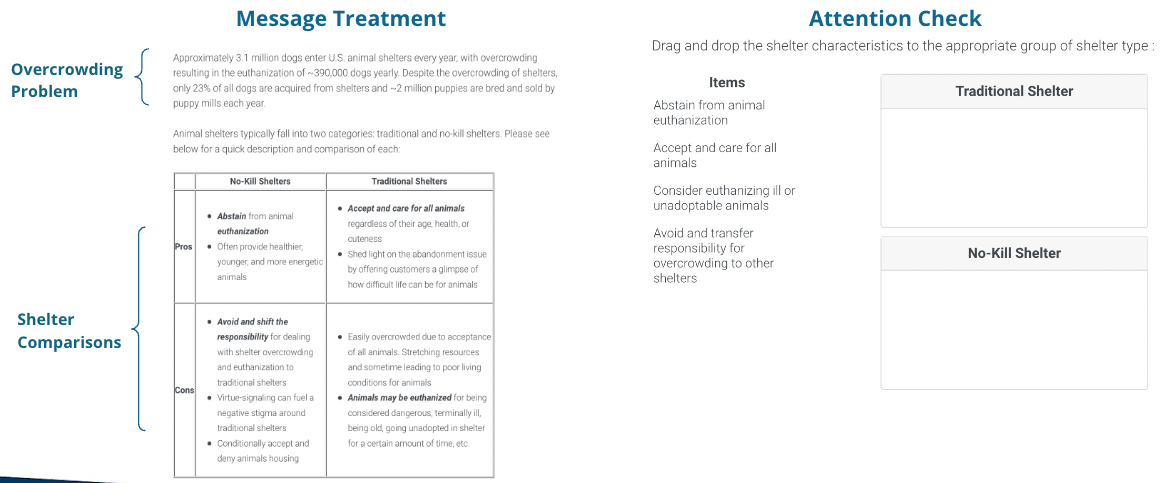 Message Treatment
Overcrowding
Problem
Approximately 3.1 million dogs enter U.S. animal shelters every year, with overcrowding
resulting in the euthanization of ~390,000 dogs yearly. Despite the overcrowding of shelters,
only 23% of all dogs are acquired from shelters and ~2 million puppies are bred and sold by
puppy mills each year.
Animal shelters typically fall into two categories: traditional and no-kill shelters. Please see
below for a quick description and comparison of each:
No-Kill Shelters
Traditional Shelters
Shelter
Comparisons
Pros
• Abstain from animal
euthanization
• Often provide healthier,
younger, and more energetic
animals
• Accept and care for all animals
regardless of their age, health, or
cuteness
• Shed light on the abandonment issue
by offering customers a glimpse of
how difficult life can be for animals
Cons
• Avoid and shift the
responsibility for dealing
with shelter overcrowding
and euthanization to
traditional shelters
• Virtue-signaling can fuel a
negative stigma around
traditional shelters
• Conditionally accept and
deny animals housing
• Easily overcrowded due to acceptance
of all animals. Stretching resources
and sometime leading to poor living
conditions for animals
• Animals may be euthanized for being
considered dangerous, terminally ill,
being old, going unadopted in shelter
for a certain amount of time, etc.
Attention Check
Drag and drop the shelter characteristics to the appropriate group of shelter type :
Items
Abstain from animal
euthanization
Accept and care for all
animals
Consider euthanizing ill or
unadoptable animals
Avoid and transfer
responsibility for
overcrowding to other
shelters
Traditional Shelter
No-Kill Shelter